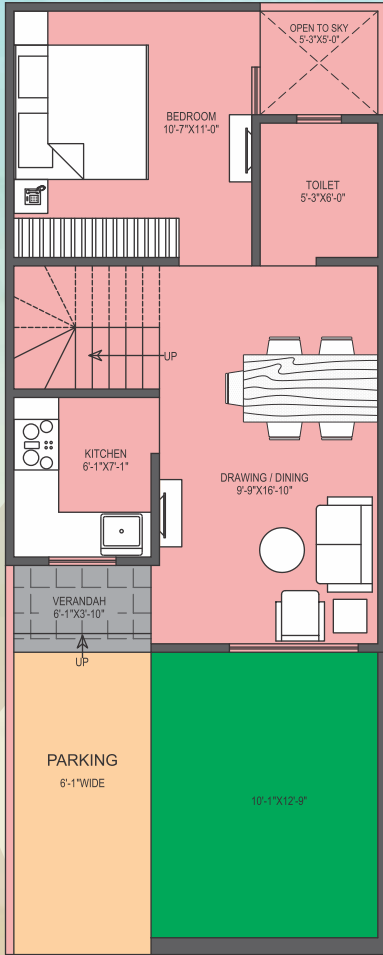 OPEN TO SKY
5'-3"X5'-0"
BEDROOM
10'-7"X11'-0"
TOILET
5'-3"X6'-0"
UP
KITCHEN
6'-1"X7'-1"
DRAWING / DINING
9'-9"X16'-10"
VERANDAH
6'-1"X3'-10"
UP
PARKING
6'-1"WIDE
10'-1"X12'-9"